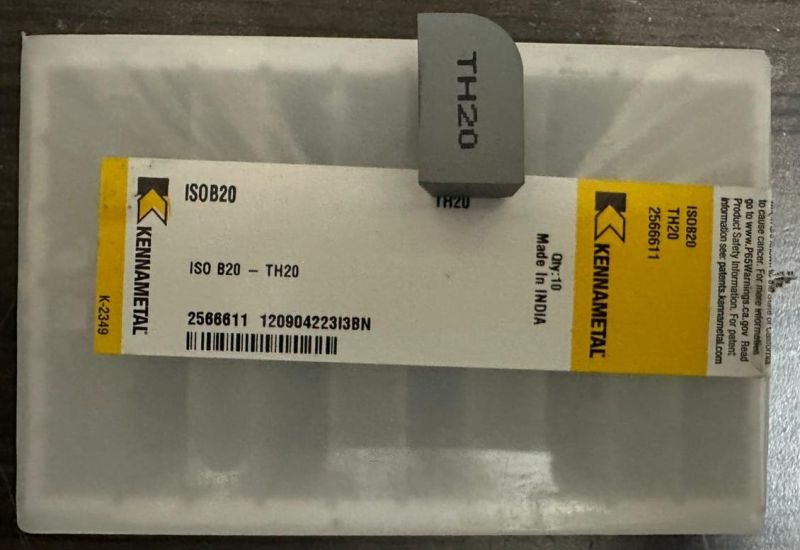 TH20
ISOB20
TH20
ISO B20 - TH20
2566611 120904223I3BN
KENNAMETAL
K-2349
Qty:10
Made In INDIA
KENNAMETAL
ISOB20
TH20
2566611
of California
to cause cancer. For more information
go to www.P65Warnings.ca.gov Read
Product Safety Information. For patent
information see: patents.kennametal.com